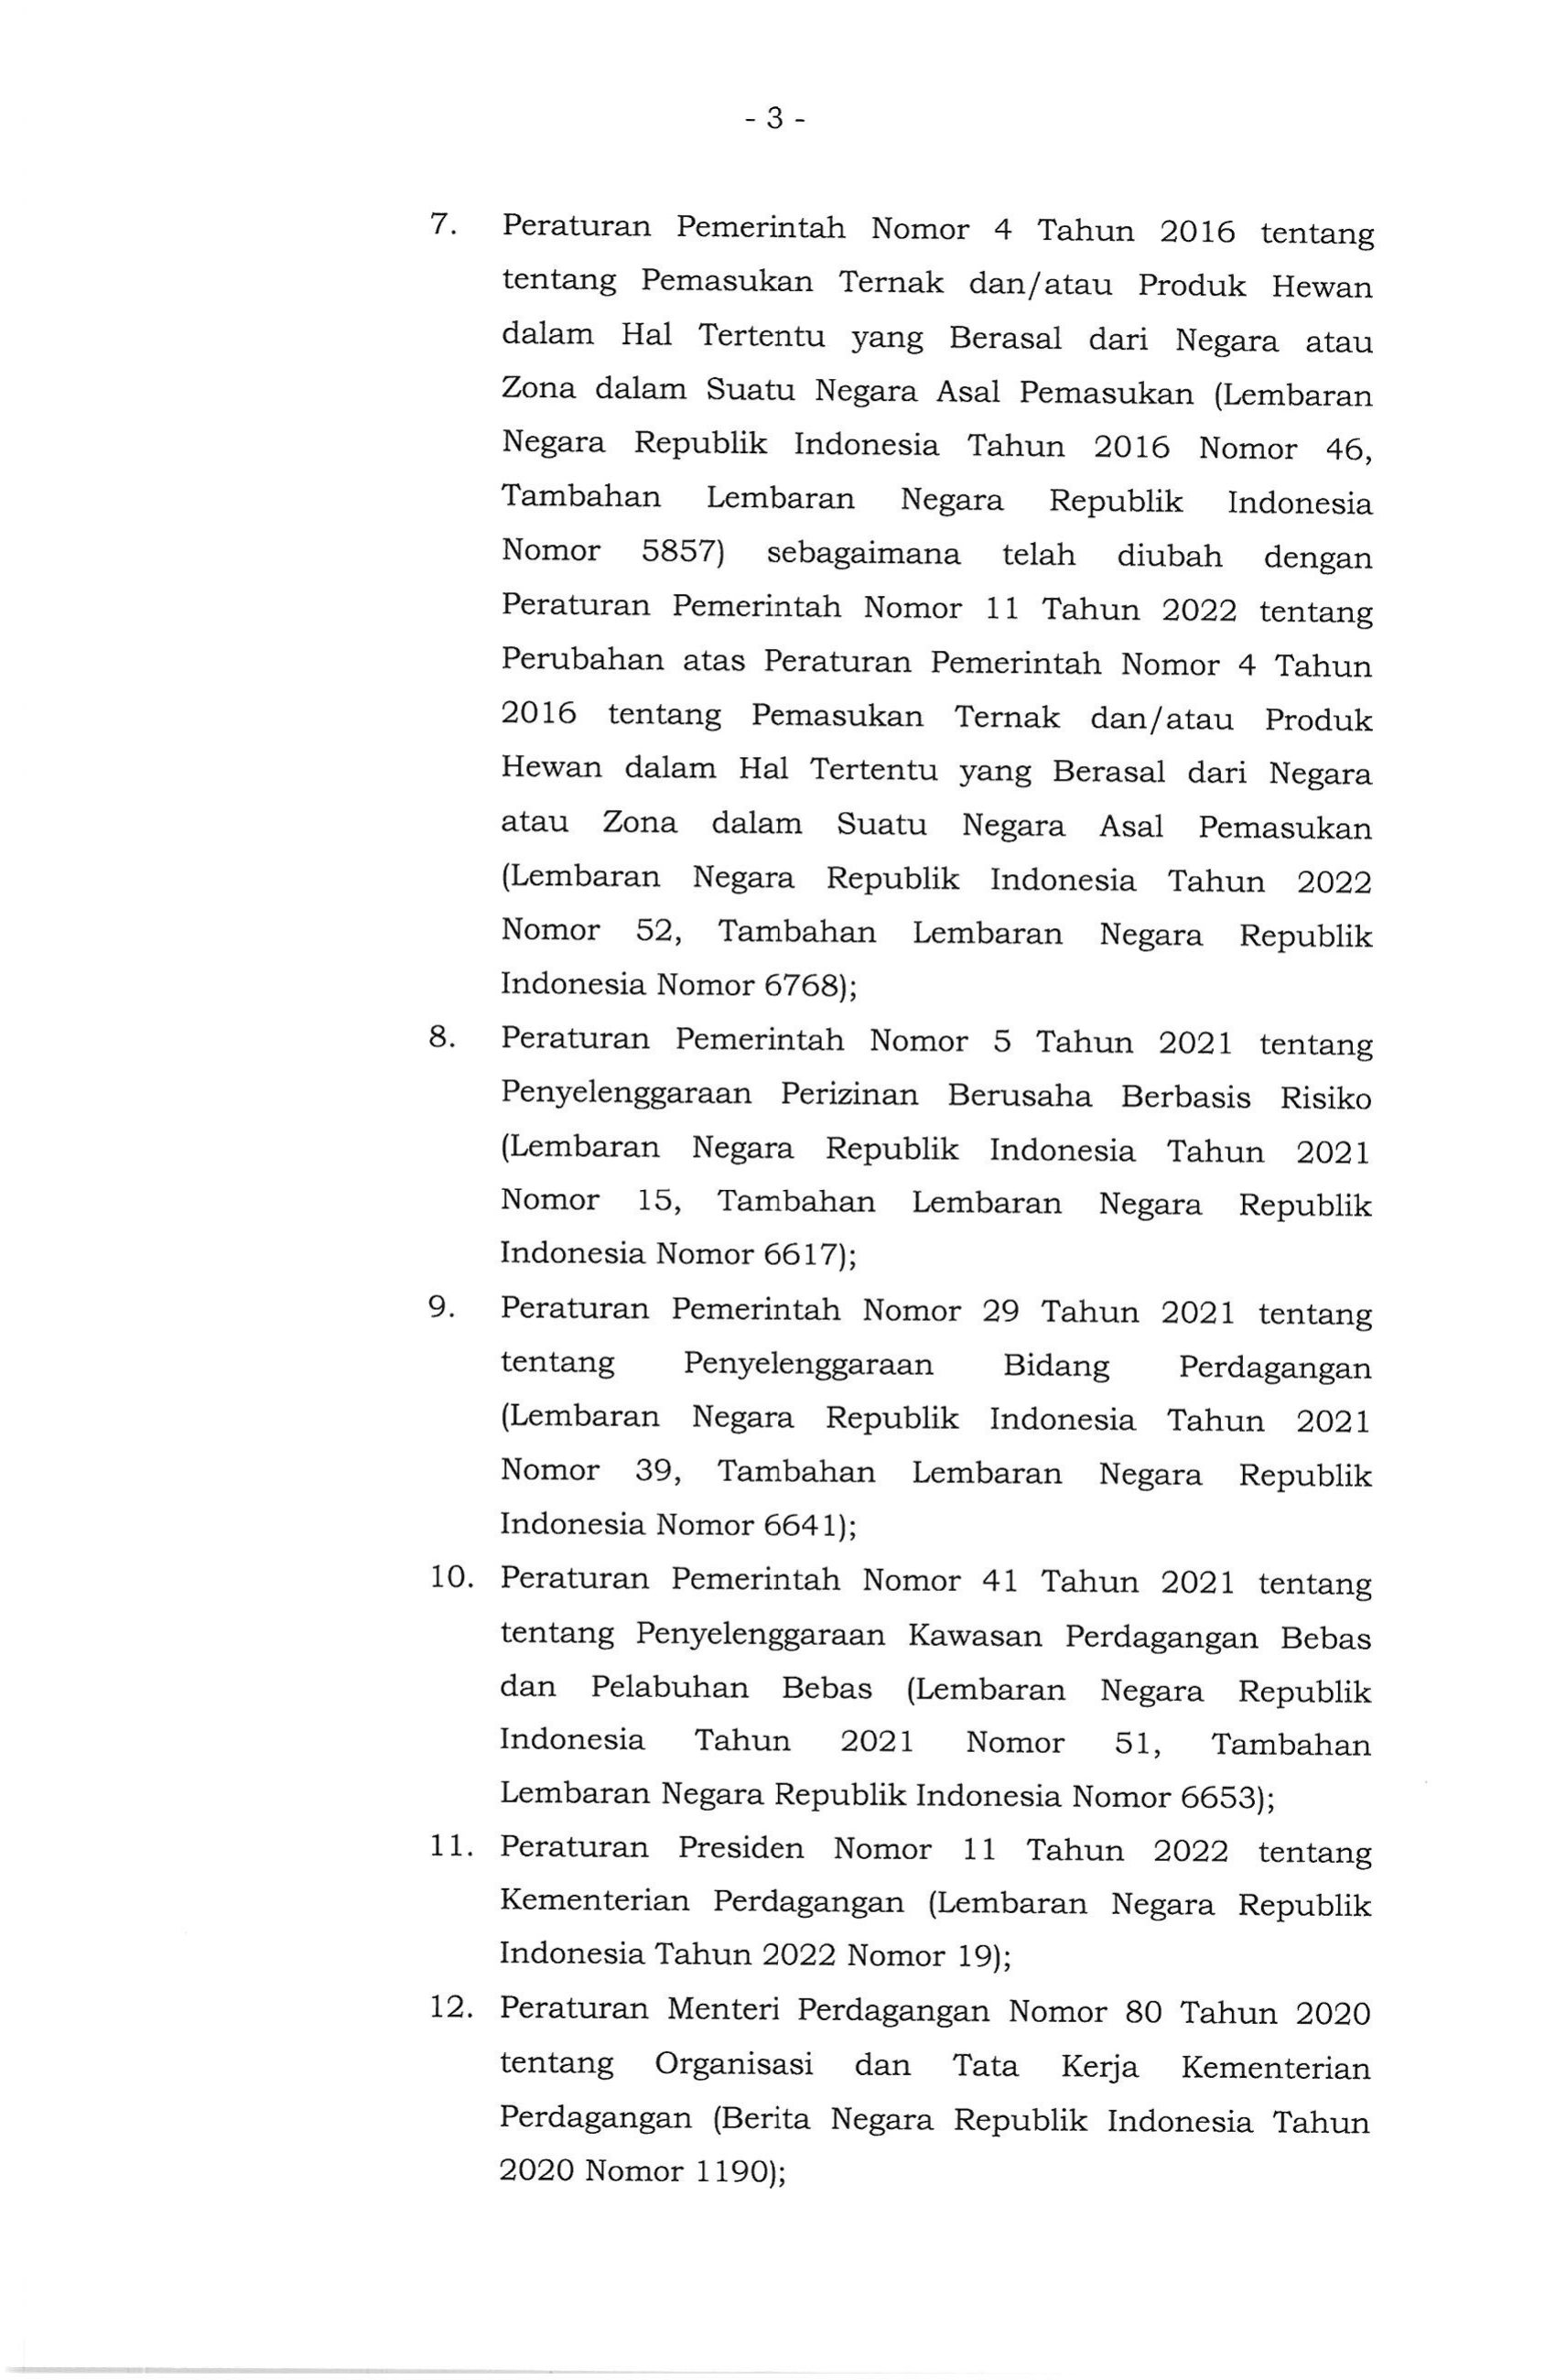 - 3 -
7. Peraturan Pemerintah Nomor 4 Tahun 2016 tentang
tentang Pemasukan Ternak dan/atau Produk Hewan
dalam Hal Tertentu yang Berasal dari Negara atau
Zona dalam Suatu Negara Asal Pemasukan (Lembaran
Negara Republik Indonesia Tahun 2016 Nomor 46,
Tambahan Lembaran Negara Republik Indonesia
Nomor 5857) sebagaimana telah diubah dengan
Peraturan Pemerintah Nomor 11 Tahun 2022 tentang
Perubahan atas Peraturan Pemerintah Nomor 4 Tahun
2016 tentang Pemasukan Ternak dan/atau Produk
Hewan dalam Hal Tertentu yang Berasal dari Negara
atau Zona dalam Suatu Negara Asal Pemasukan
(Lembaran Negara Republik Indonesia Tahun 2022
Nomor 52, Tambahan Lembaran Negara Republik
Indonesia Nomor 6768);
8. Peraturan Pemerintah Nomor 5 Tahun 2021 tentang
Penyelenggaraan Perizinan Berusaha Berbasis Risiko
(Lembaran Negara Republik Indonesia Tahun 2021
Nomor 15, Tambahan Lembaran Negara Republik
Indonesia Nomor 6617);
9. Peraturan Pemerintah Nomor 29 Tahun 2021 tentang
tentang Penyelenggaraan Bidang Perdagangan
(Lembaran Negara Republik Indonesia Tahun 2021
Nomor 39, Tambahan Lembaran Negara Republik
Indonesia Nomor 6641);
10. Peraturan Pemerintah Nomor 41 Tahun 2021 tentang
tentang Penyelenggaraan Kawasan Perdagangan Bebas
dan Pelabuhan Bebas (Lembaran Negara Republik
Indonesia Tahun 2021 Nomor 51, Tambahan
Lembaran Negara Republik Indonesia Nomor 6653);
11. Peraturan Presiden Nomor 11 Tahun 2022 tentang
Kementerian Perdagangan (Lembaran Negara Republik
Indonesia Tahun 2022 Nomor 19);
12. Peraturan Menteri Perdagangan Nomor 80 Tahun 2020
tentang Organisasi dan Tata Kerja Kementerian
Perdagangan (Berita Negara Republik Indonesia Tahun
2020 Nomor 1190);